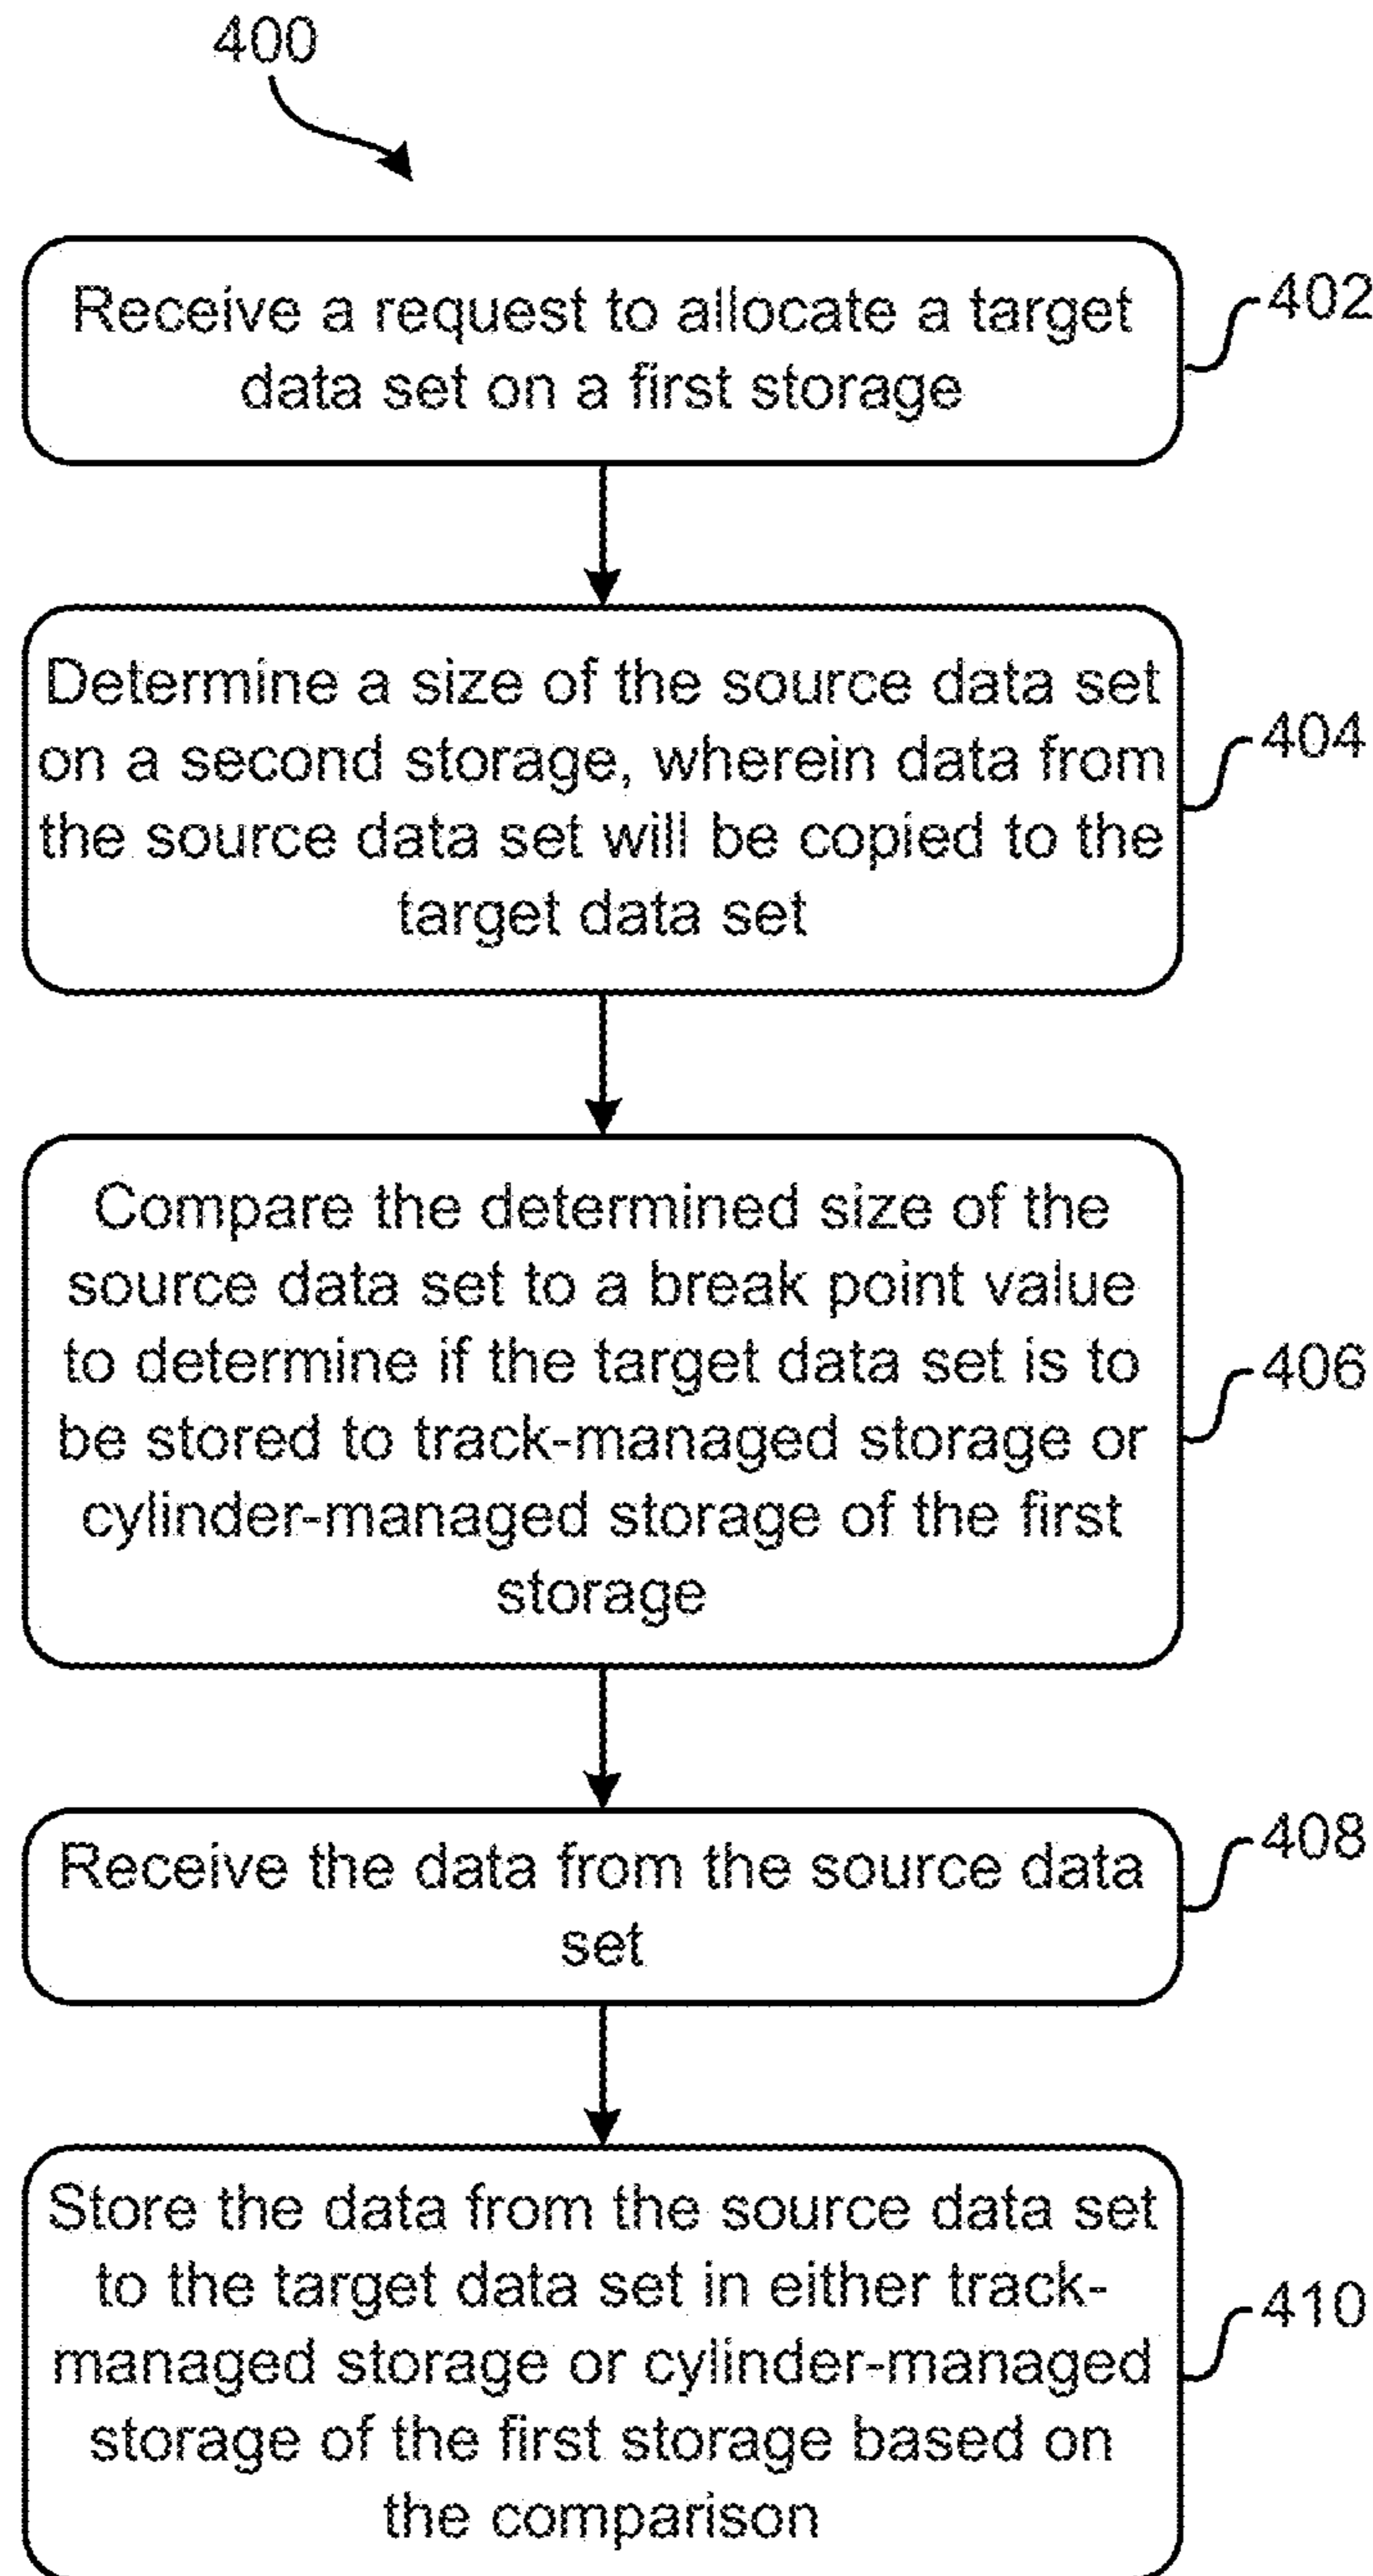 400
Receive a request to allocate a target
data set on a first storage
402
Determine a size of the source data set
on a second storage, wherein data from
the source data set will be copied to the
target data set
404
Compare the determined size of the
source data set to a break point value
to determine if the target data set is to
be stored to track-managed storage or
cylinder-managed storage of the first
storage
406
Receive the data from the source data
set
408
Store the data from the source data set
to the target data set in either track-
managed storage or cylinder-managed
storage of the first storage based on
the comparison
410